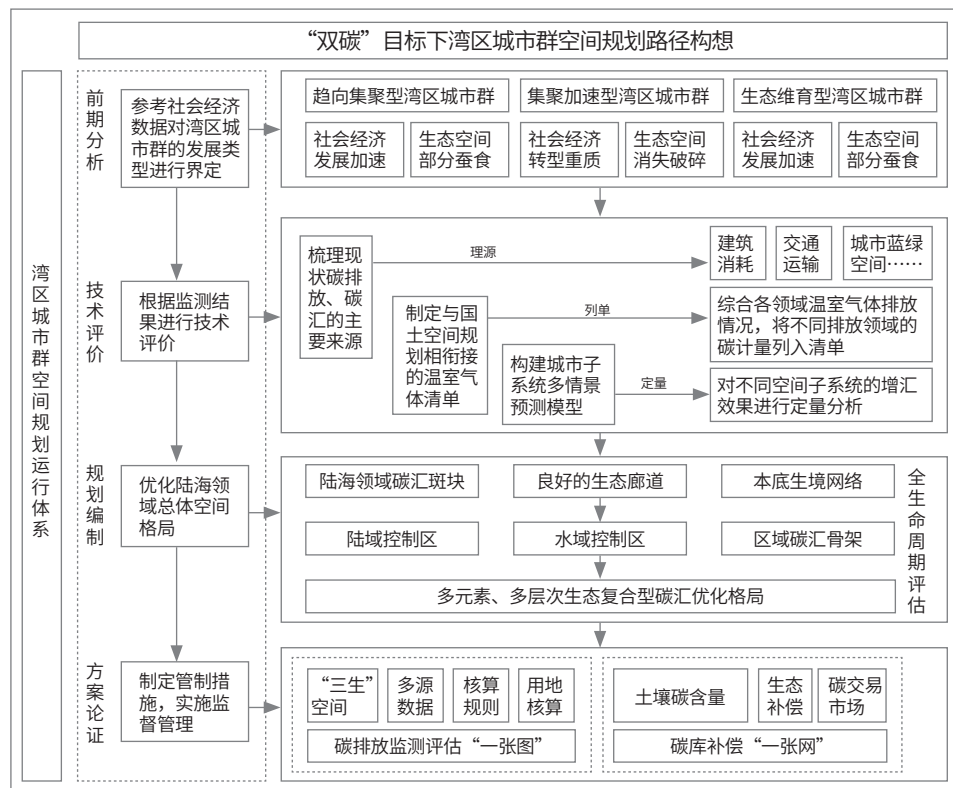 “双碳”目标下湾区城市群空间规划路径构想
湾区城市群空间规划运行体系
前期分析
参考社会经济
数据对湾区城
市群的发展类
型进行界定
趋向集聚型湾区城市群
集聚加速型湾区城市群
生态维育型湾区城市群
社会经济
发展加速
生态空间
部分蚕食
社会经济
转型重质
生态空间
消失破碎
社会经济
发展加速
生态空间
部分蚕食
技术评价
根据监测结
果进行技术
评价
梳理现
状碳排
放、碳
汇的主
要来源
理源
建筑
消耗
交通
运输
城市蓝绿
空间……
制定与国
土空间规
划相衔接
的温室气
体清单
列单
综合各领域温室气体排放
情况，将不同排放领域的
碳计量列入清单
构建城市子
系统多情景
预测模型
定量
对不同空间子系统的增汇
效果进行定量分析
规划编制
优化陆海领
域总体空间
格局
陆海领域碳汇斑块
良好的生态廊道
本底生境网络
陆域控制区
水域控制区
区域碳汇骨架
多元素、多层次生态复合型碳汇优化格局
全生命周期评估
方案论证
制定管制措
施，实施监
督管理
“三生”
空间
多源
数据
核算
规则
用地
核算
碳排放监测评估“一张图”
土壤碳含量
生态
补偿
碳交易
市场
碳库补偿“一张网”